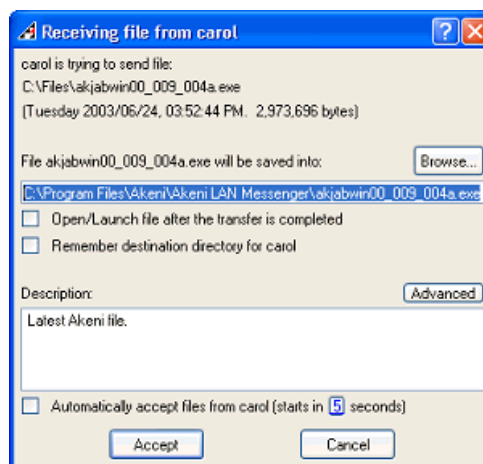 Receiving file from carol
carol is trying to send file:
C:\Files\akjabwin00_009_004a.exe
(Tuesday 2003/06/24, 03:52:44 PM. 2,973,696 bytes)
File akjabwin00_009_004a.exe will be saved into:
Browse...
C:\Program Files\Akeni\Akeni LAN Messenger\akjabwin00_009_004a.exe
Open/Launch file after the transfer is completed
Remember destination directory for carol
Description:
Advanced
Latest Akeni file.
Automatically accept files from carol (starts in 5 seconds)
Accept Cancel